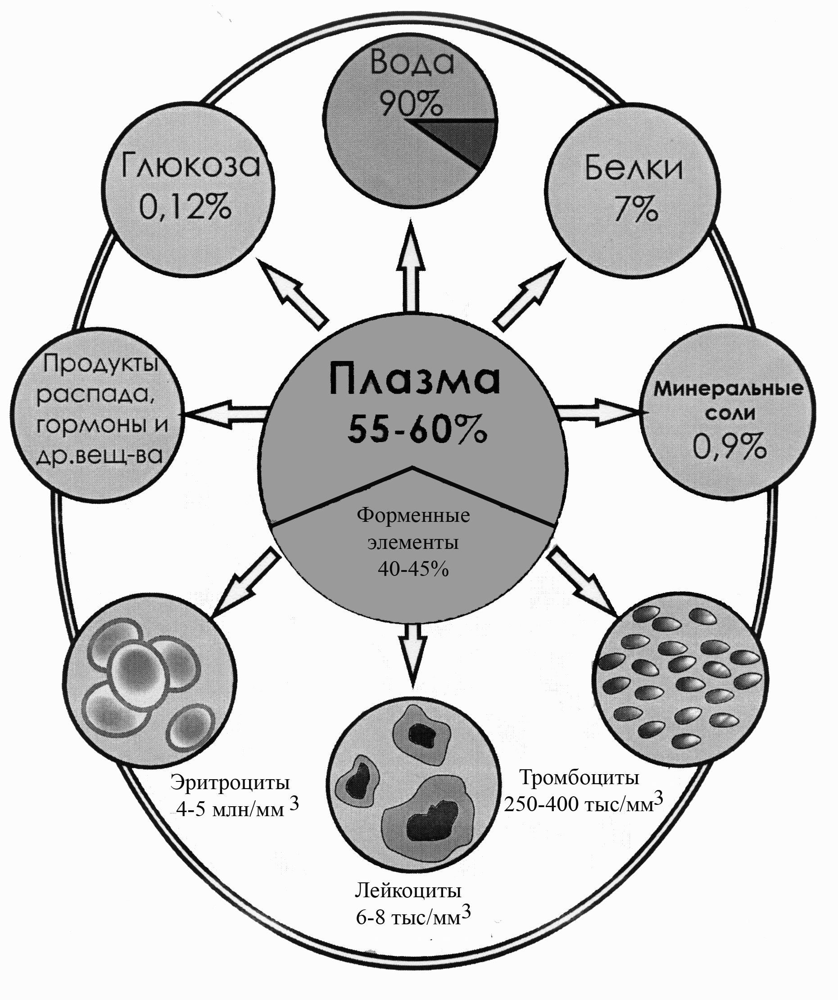 Вода
90%
Глюкоза
0,12%
Белки
7%
Продукты
распада,
гормоны и
др.вещ-ва
Плазма
55-60%
Минеральные
соли
0,9%
Форменные
элементы
40-45%
Эритроциты
4-5 млн/мм 3
Тромбоциты
250-400 тыс/мм3
Лейкоциты
6-8 тыс/мм3